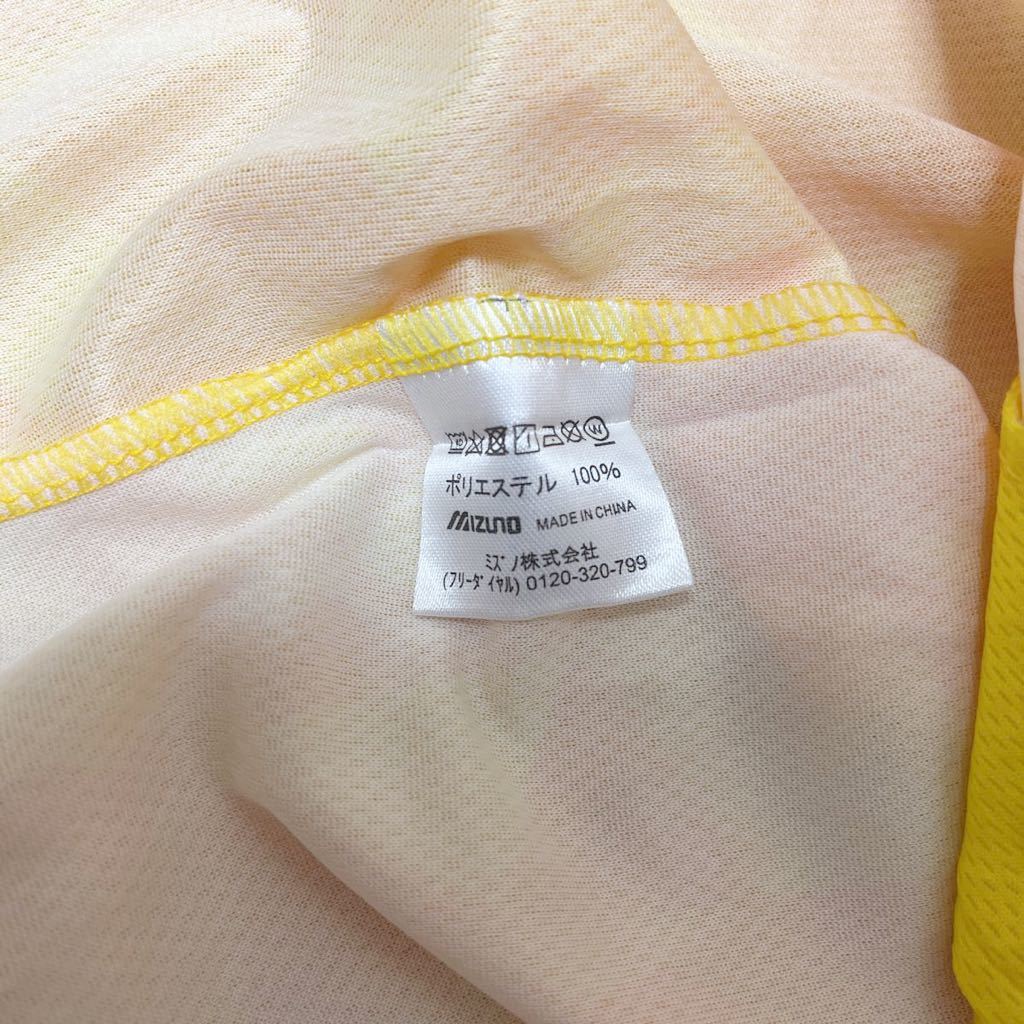 ポリエステル 100%
MIZUNO MADE IN CHINA
ミズノ株式会社
(フリーダイヤル) 0120-320-799